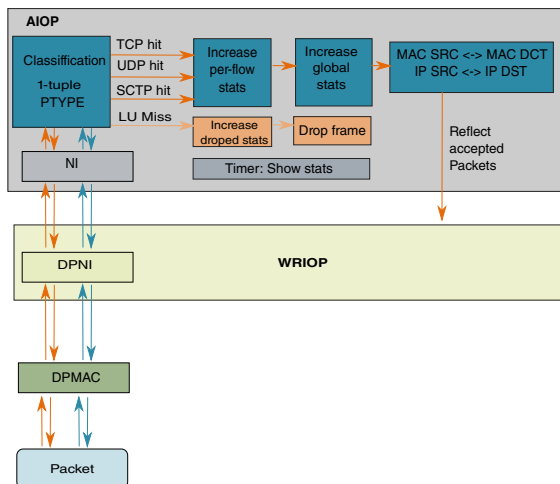 AIOP
Classiffication
1-tuple
PTYPE
TCP hit
UDP hit
SCTP hit
LU Miss
Increase
per-flow
stats
Increase
global
stats
MAC SRC <-> MAC DCT
IP SRC <-> IP DST
Increase
droped stats
Drop frame
Reflect
accepted
Packets
NI
Timer: Show stats
DPNI
WRIOP
DPMAC
Packet